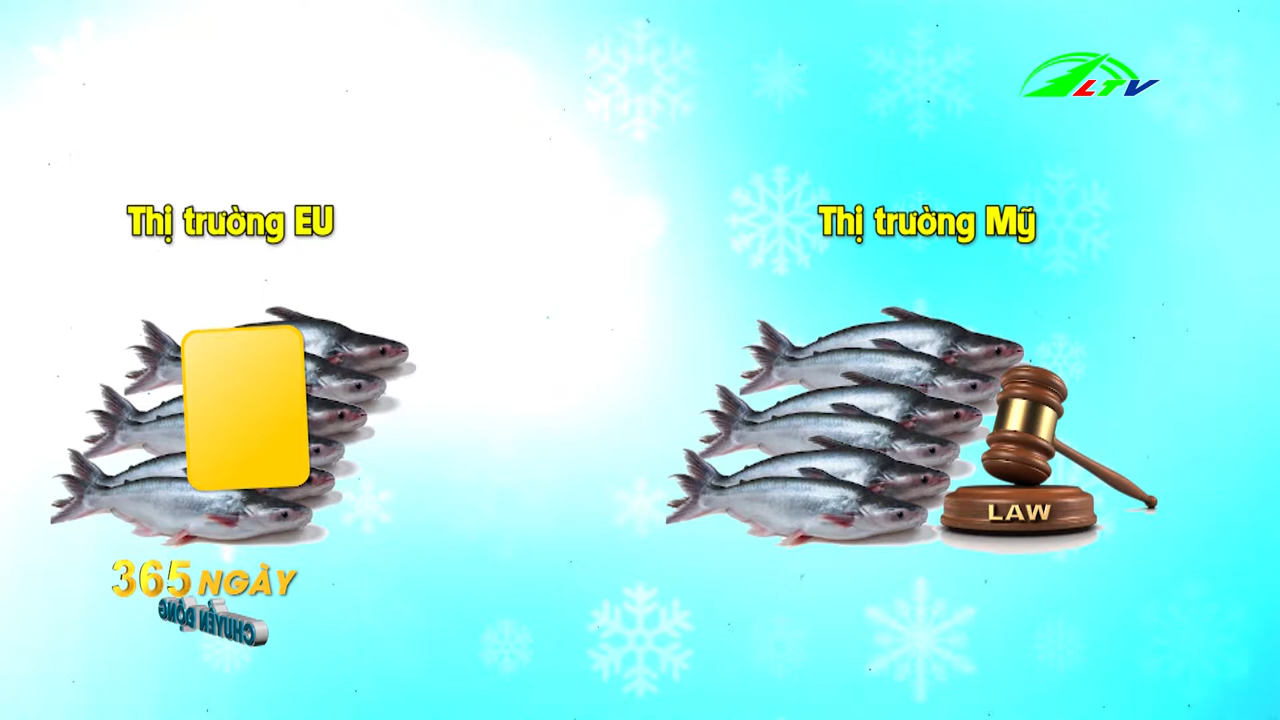 LTV
Thị trường EU
Thị trường Mỹ
LAW
365 NGÀY
CHUYỂN ĐỘNG